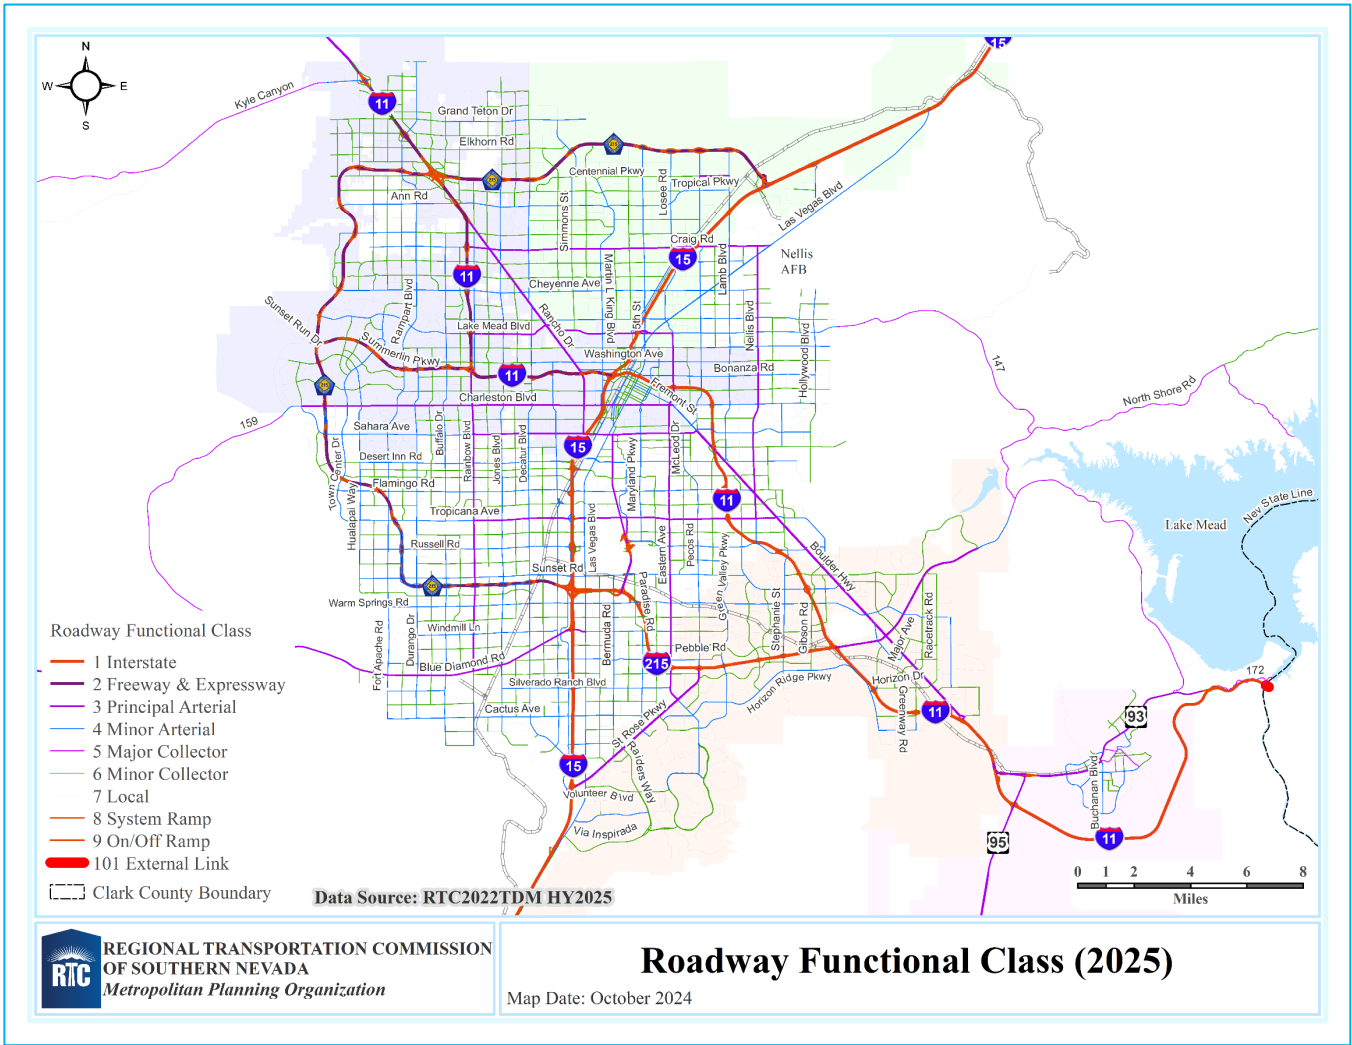 N
W E
S
15
Kyle Canyon
11
Grand Teton Dr
Elkhorn Rd
215
215
Centennial Pkwy
Tropical Pkwy
Losee Rd
Ann Rd
Simmons St
Las Vegas Blvd
Craig Rd
15
Nellis
AFB
11
Lamb Blvd
Martin L King Blvd
Cheyenne Ave
Rampart Blvd
Sunset Run Dr
Rancho Dr
5th St
Lake Mead Blvd
Nellis Blvd
Hollywood Blvd
Summerlin Pkwy
Washington Ave
147
Bonanza Rd
11
Fremont St
215
Charleston Blvd
North Shore Rd
159
Sahara Ave
Buffalo Dr
Rainbow Blvd
Jones Blvd
Decatur Blvd
15
McLeod Dr
Maryland Pkwy
Desert Inn Rd
Town Center Dr
Flamingo Rd
11
Hualapai Way
Tropicana Ave
Las Vegas Blvd
Nev State Line
Lake Mead
Russell Rd
Eastern Ave
Pecos Rd
Green Valley Pkwy
Boulder Hwy
Sunset Rd
215
Paradise Rd
Warm Springs Rd
Stephanie St
Gibson Rd
Racetrack Rd
Major Ave
Windmill Ln
Bermuda Rd
Durango Dr
Fort Apache Rd
Pebble Rd
215
Blue Diamond Rd
Silverado Ranch Blvd
Horizon Ridge Pkwy
Horizon Dr
172
Cactus Ave
Greenway Rd
11
93
St Rose Pkwy
15
Raiders Way
Volunteer Blvd
Buchanan Blvd
Via Inspirada
95
11
Roadway Functional Class
1 Interstate
2 Freeway & Expressway
3 Principal Arterial
4 Minor Arterial
5 Major Collector
6 Minor Collector
7 Local
8 System Ramp
9 On/Off Ramp
101 External Link
Clark County Boundary
0 1 2 4 6 8
Miles
Data Source: RTC2022TDM HY2025
RTC
REGIONAL TRANSPORTATION COMMISSION
OF SOUTHERN NEVADA
Metropolitan Planning Organization
Roadway Functional Class (2025)
Map Date: October 2024